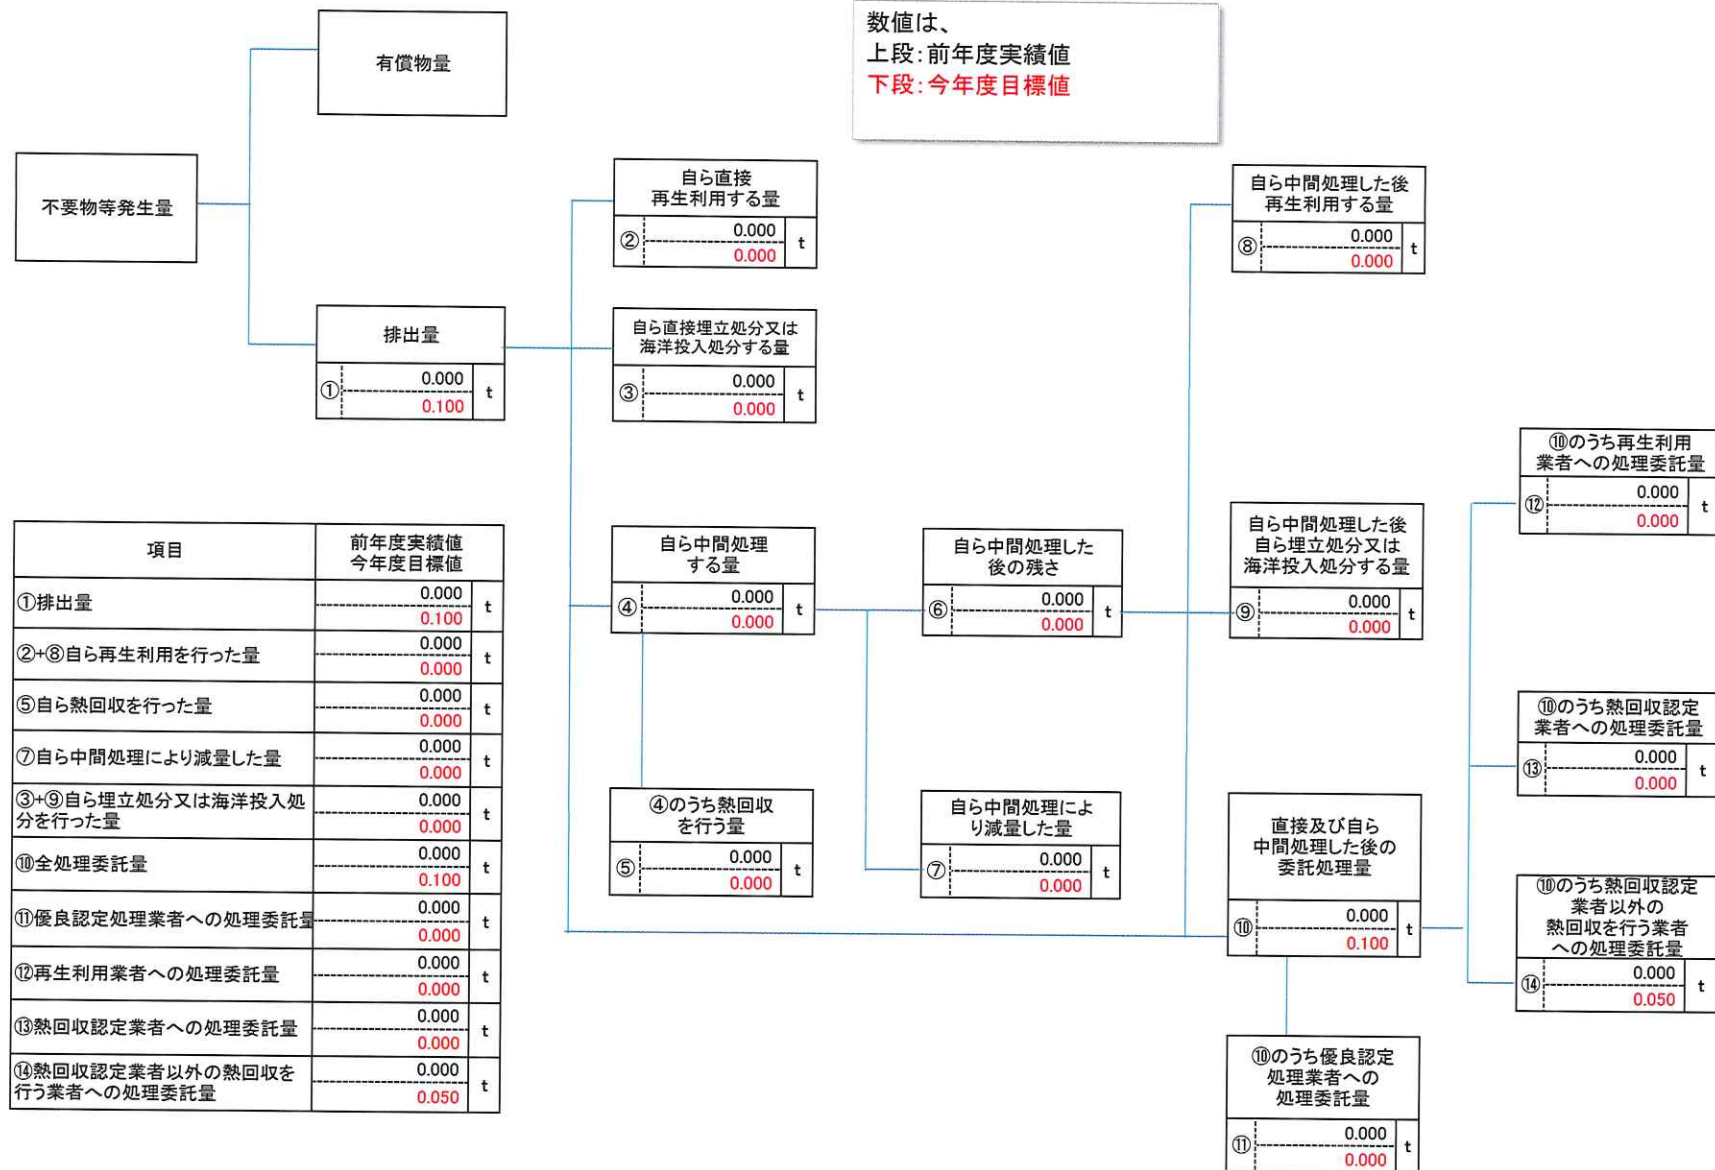 数値は、
上段:前年度実績値
下段:今年度目標値
有償物量
不要物等発生量
排出量
①
0.000
0.100
t
自ら直接
再生利用する量
②
0.000
0.000
t
自ら直接埋立処分又は
海洋投入処分する量
③
0.000
0.000
t
自ら中間処理
する量
④
0.000
0.000
t
④のうち熱回収
を行う量
⑤
0.000
0.000
t
自ら中間処理した
後の残さ
⑥
0.000
0.000
t
自ら中間処理によ
り減量した量
⑦
0.000
0.000
t
自ら中間処理した後
再生利用する量
⑧
0.000
0.000
t
自ら中間処理した後
自ら埋立処分又は
海洋投入処分する量
⑨
0.000
0.000
t
直接及び自ら
中間処理した後の
委託処理量
⑩
0.000
0.100
t
⑩のうち優良認定
処理業者への
処理委託量
⑪
0.000
0.000
t
⑩のうち再生利用
業者への処理委託量
⑫
0.000
0.000
t
⑩のうち熱回収認定
業者への処理委託量
⑬
0.000
0.000
t
⑩のうち熱回収認定
業者以外の
熱回収を行う業者
への処理委託量
⑭
0.000
0.050
t
項目
前年度実績値
今年度目標値
①排出量
0.000
0.100
t
②+⑧自ら再生利用を行った量
0.000
0.000
t
⑤自ら熱回収を行った量
0.000
0.000
t
⑦自ら中間処理により減量した量
0.000
0.000
t
③+⑨自ら埋立処分又は海洋投入処
分を行った量
0.000
0.000
t
⑩全処理委託量
0.000
0.100
t
⑪優良認定処理業者への処理委託量
0.000
0.000
t
⑫再生利用業者への処理委託量
0.000
0.000
t
⑬熱回収認定業者への処理委託量
0.000
0.000
t
⑭熱回収認定業者以外の熱回収を
行う業者への処理委託量
0.000
0.050
t